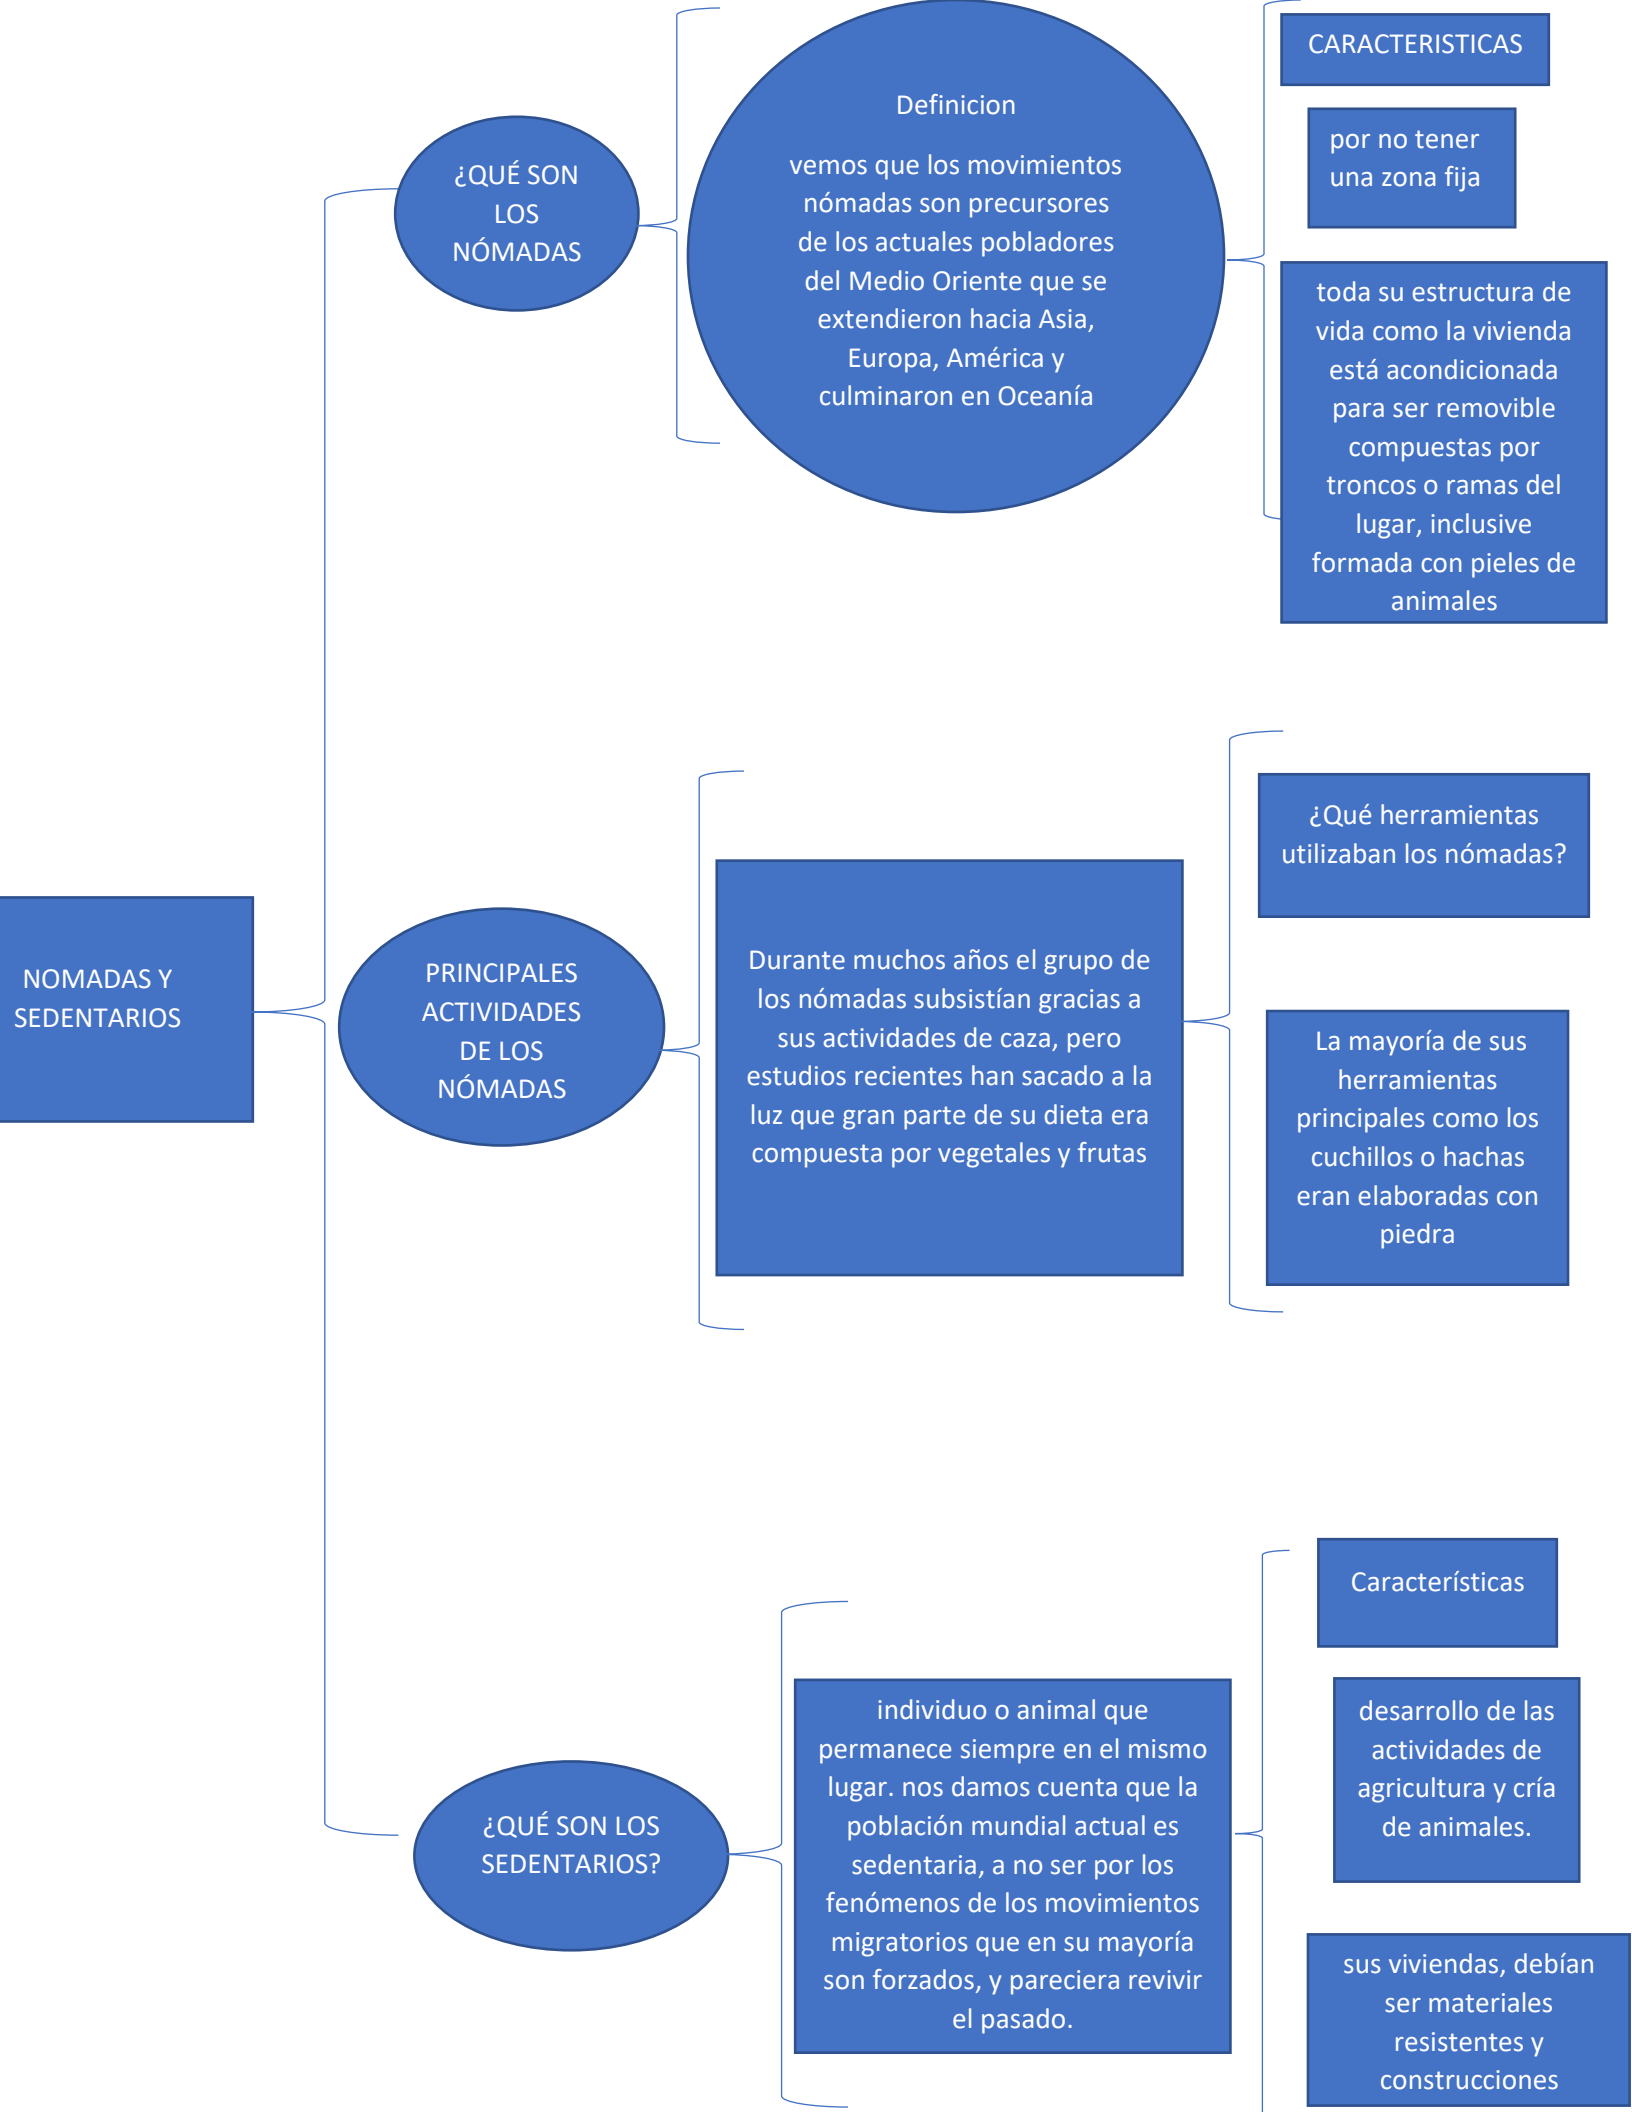 NOMADAS Y
SEDENTARIOS
¿QUÉ SON
LOS
NÓMADAS
Definicion
vemos que los movimientos
nómadas son precursores
de los actuales pobladores
del Medio Oriente que se
extendieron hacia Asia,
Europa, América y
culminaron en Oceanía
CARACTERISTICAS
por no tener
una zona fija
toda su estructura de
vida como la vivienda
está acondicionada
para ser removible
compuestas por
troncos o ramas del
lugar, inclusive
formada con pieles de
animales
PRINCIPALES
ACTIVIDADES
DE LOS
NÓMADAS
Durante muchos años el grupo de
los nómadas subsistían gracias a
sus actividades de caza, pero
estudios recientes han sacado a la
luz que gran parte de su dieta era
compuesta por vegetales y frutas
¿Qué herramientas
utilizaban los nómadas?
La mayoría de sus
herramientas
principales como los
cuchillos o hachas
eran elaboradas con
piedra
¿QUÉ SON LOS
SEDENTARIOS?
individuo o animal que
permanece siempre en el mismo
lugar. nos damos cuenta que la
población mundial actual es
sedentaria, a no ser por los
fenómenos de los movimientos
migratorios que en su mayoría
son forzados, y pareciera revivir
el pasado.
Características
desarrollo de las
actividades de
agricultura y cría
de animales.
sus viviendas, debían
ser materiales
resistentes y
construcciones